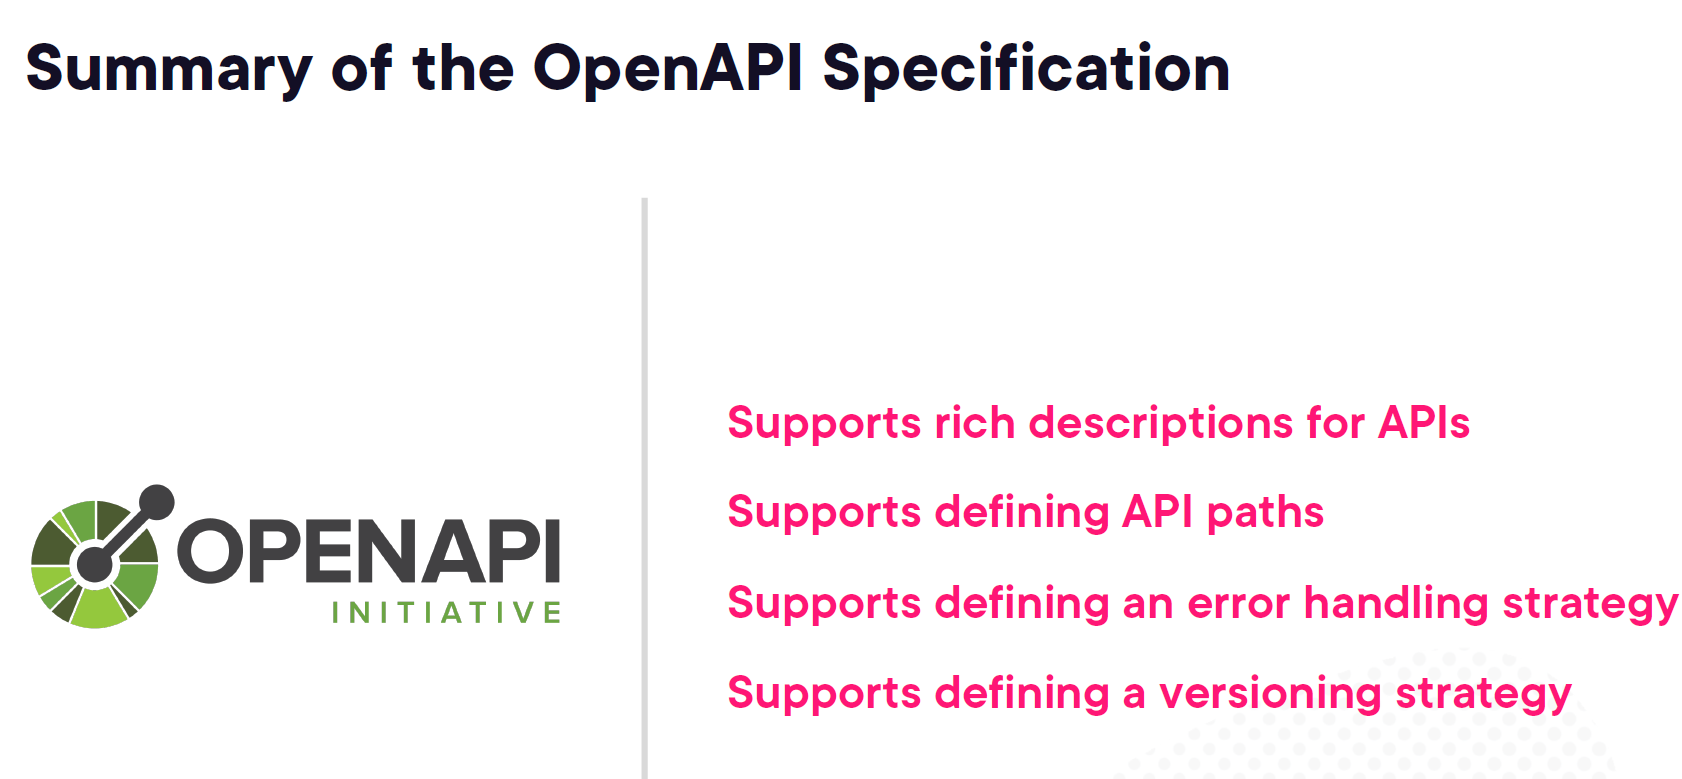 Summary of the OpenAPI Specification
OPENAPI
INITIATIVE
Supports rich descriptions for APIs
Supports defining API paths
Supports defining an error handling strategy
Supports defining a versioning strategy